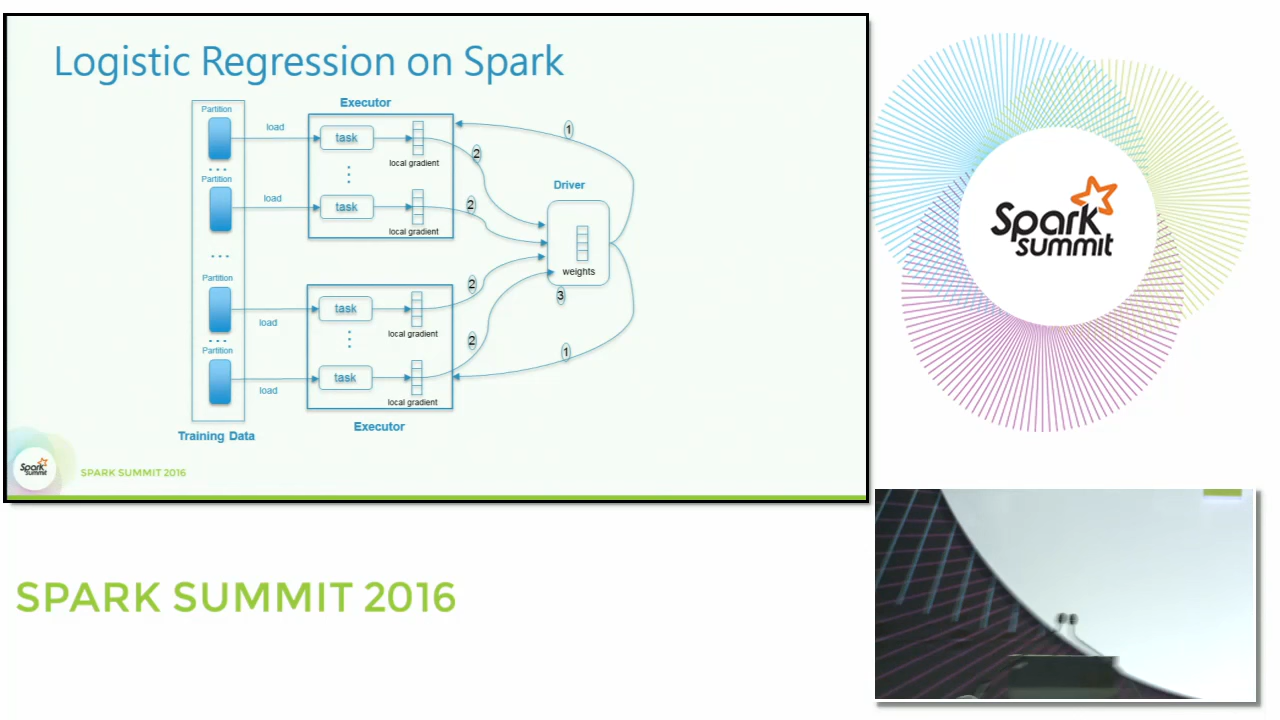 Logistic Regression on Spark
Partition
Executor
load
task
local gradient
1
2
Partition
load
task
local gradient
2
Driver
weights
3
Partition
load
task
local gradient
2
Partition
load
task
local gradient
2
1
Training Data
Executor
Spark
summit
SPARK SUMMIT 2016
Spark
summit
SPARK SUMMIT 2016